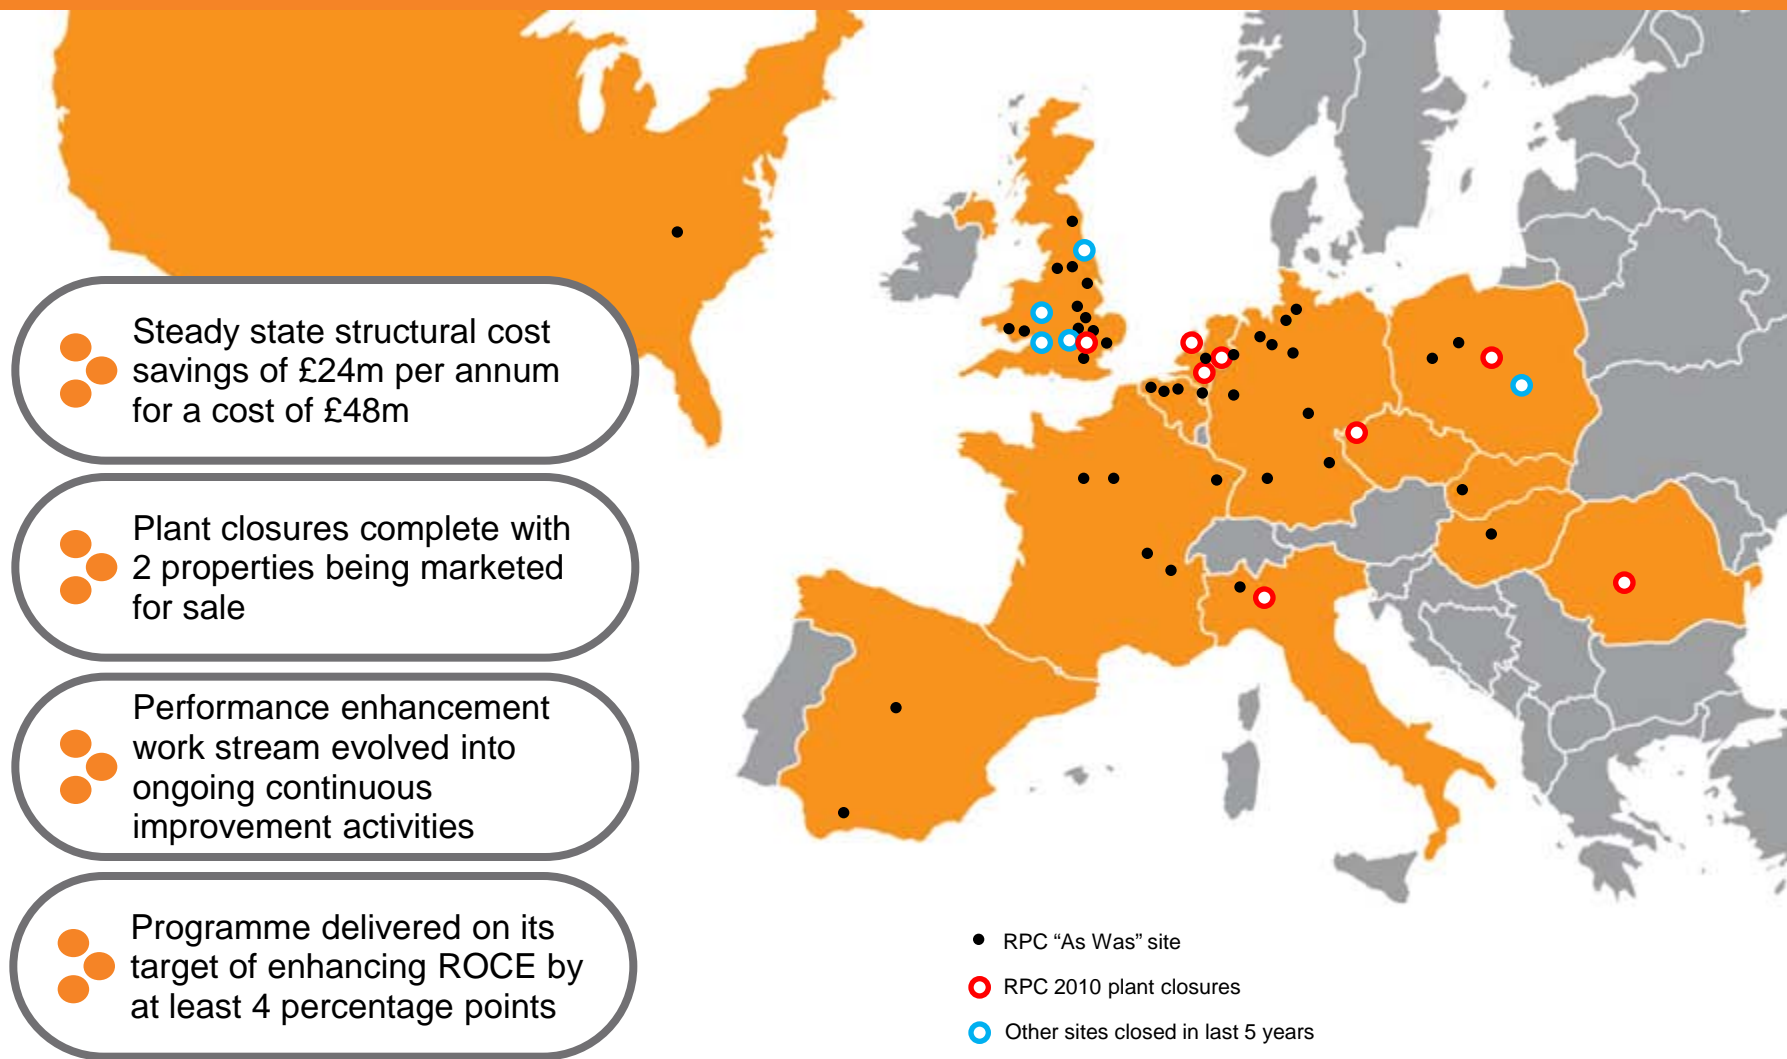 Steady state structural cost
savings of £24m per annum
for a cost of £48m
Plant closures complete with
2 properties being marketed
for sale
Performance enhancement
work stream evolved into
ongoing continuous
improvement activities
Programme delivered on its
target of enhancing ROCE by
at least 4 percentage points
RPC “As Was” site
RPC 2010 plant closures
Other sites closed in last 5 years